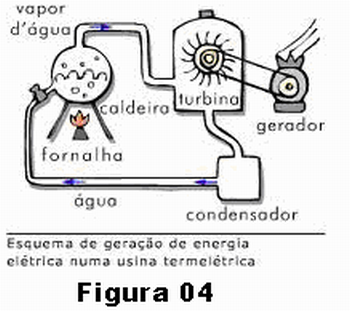 vapor
d'água
caldeira
turbina
gerador
fornalha
água
condensador
Esquema de geração de energia
elétrica numa usina termelétrica
Figura 04